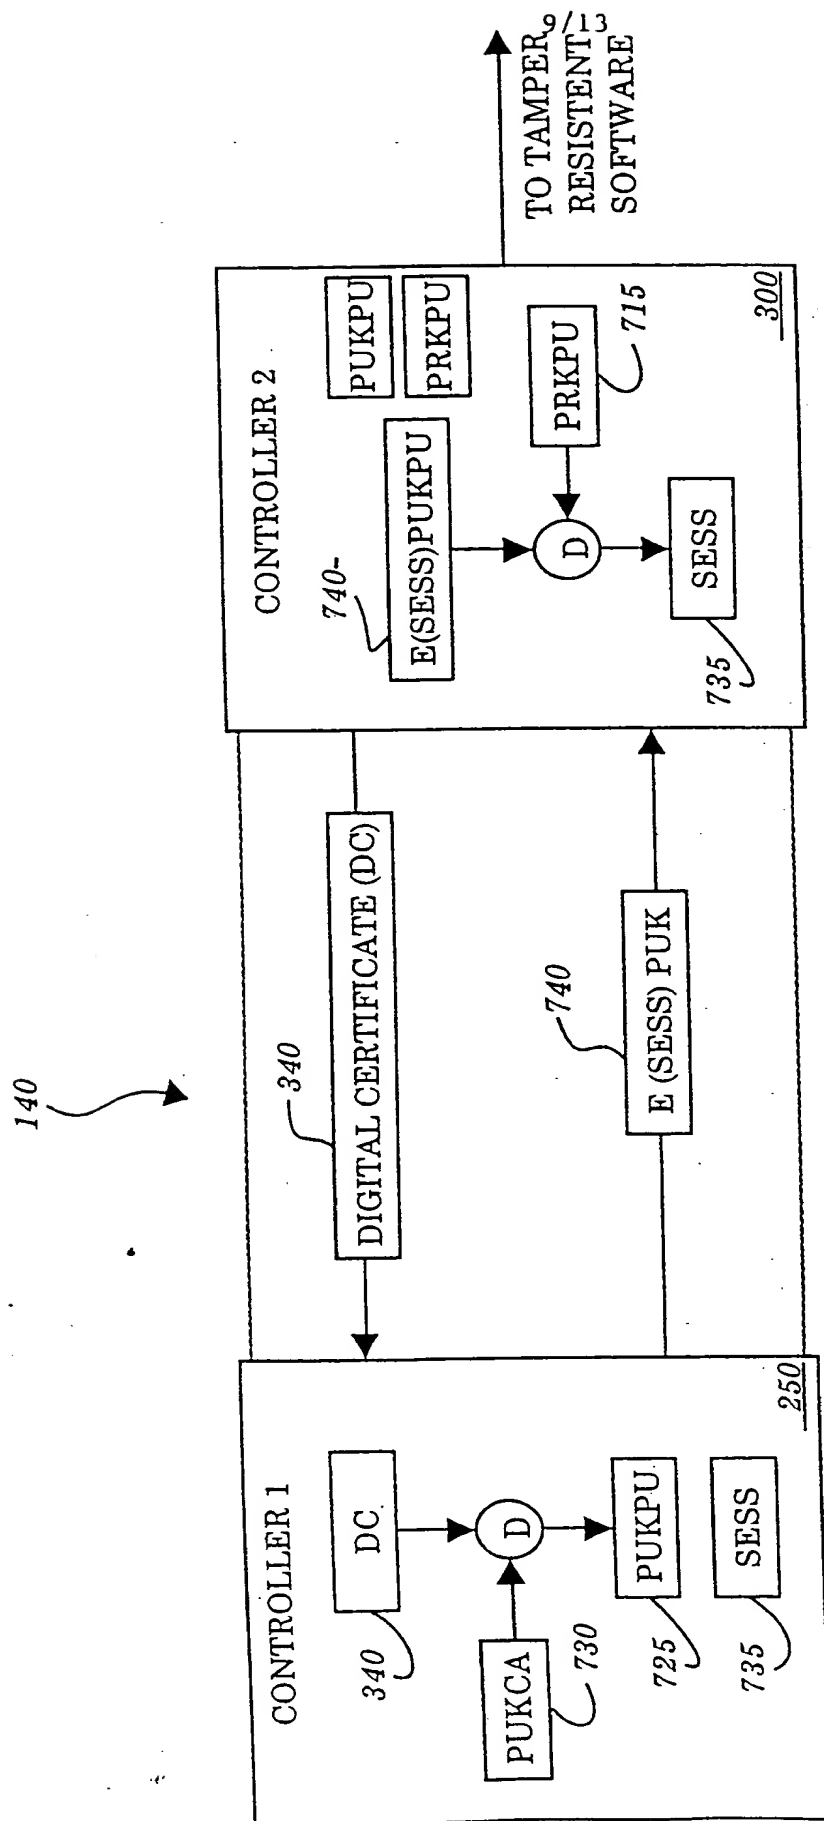 9/13
140
CONTROLLER 1
DC
340
D
PUKCA
730
PUKPU
725
SESS
735
250
340
DIGITAL CERTIFICATE (DC)
740
E (SESS) PUK
CONTROLLER 2
PUKPU
PRKPU
740-
E(SESS)PUKPU
D
PRKPU
715
SESS
735
300
TO TAMPER
RESISTENT
SOFTWARE